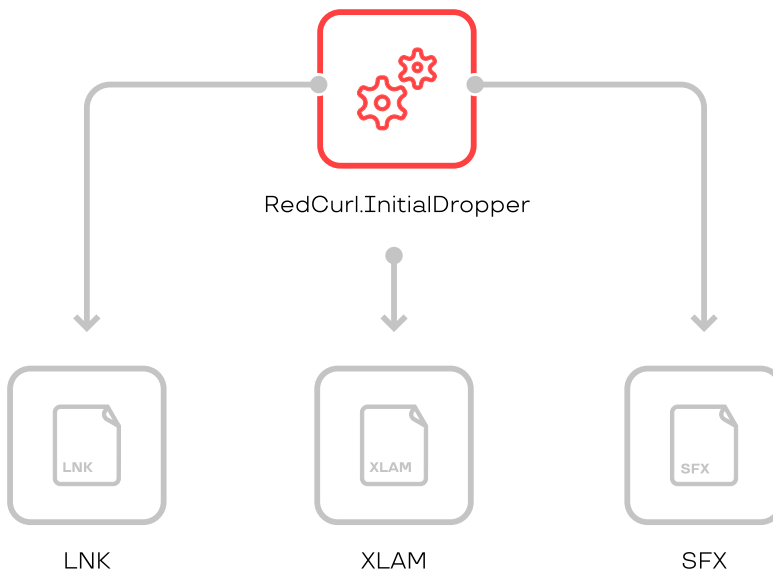 RedCurl.InitialDropper
LNK
XLAM
SFX
LNK
XLAM
SFX